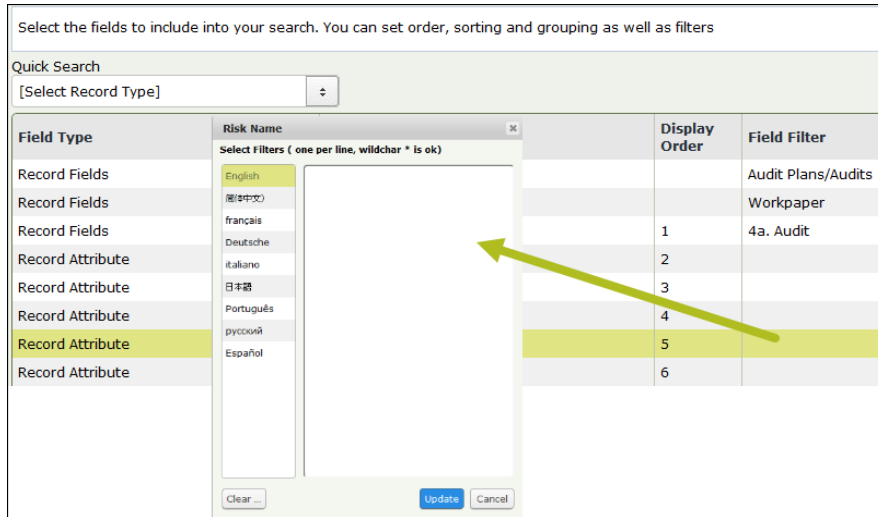 Select the fields to include into your search. You can set order, sorting and grouping as well as filters
Quick Search
[Select Record Type]
Field Type
Display Order
Field Filter
Record Fields
Audit Plans/Audits
Record Fields
Workpaper
Record Fields
1
4a. Audit
Record Attribute
2
Record Attribute
3
Record Attribute
4
Record Attribute
5
Record Attribute
6
Risk Name
Select Filters ( one per line, wildchar * is ok)
English
简体中文)
français
Deutsche
italiano
日本語
Português
русский
Español
Clear ...
Update
Cancel